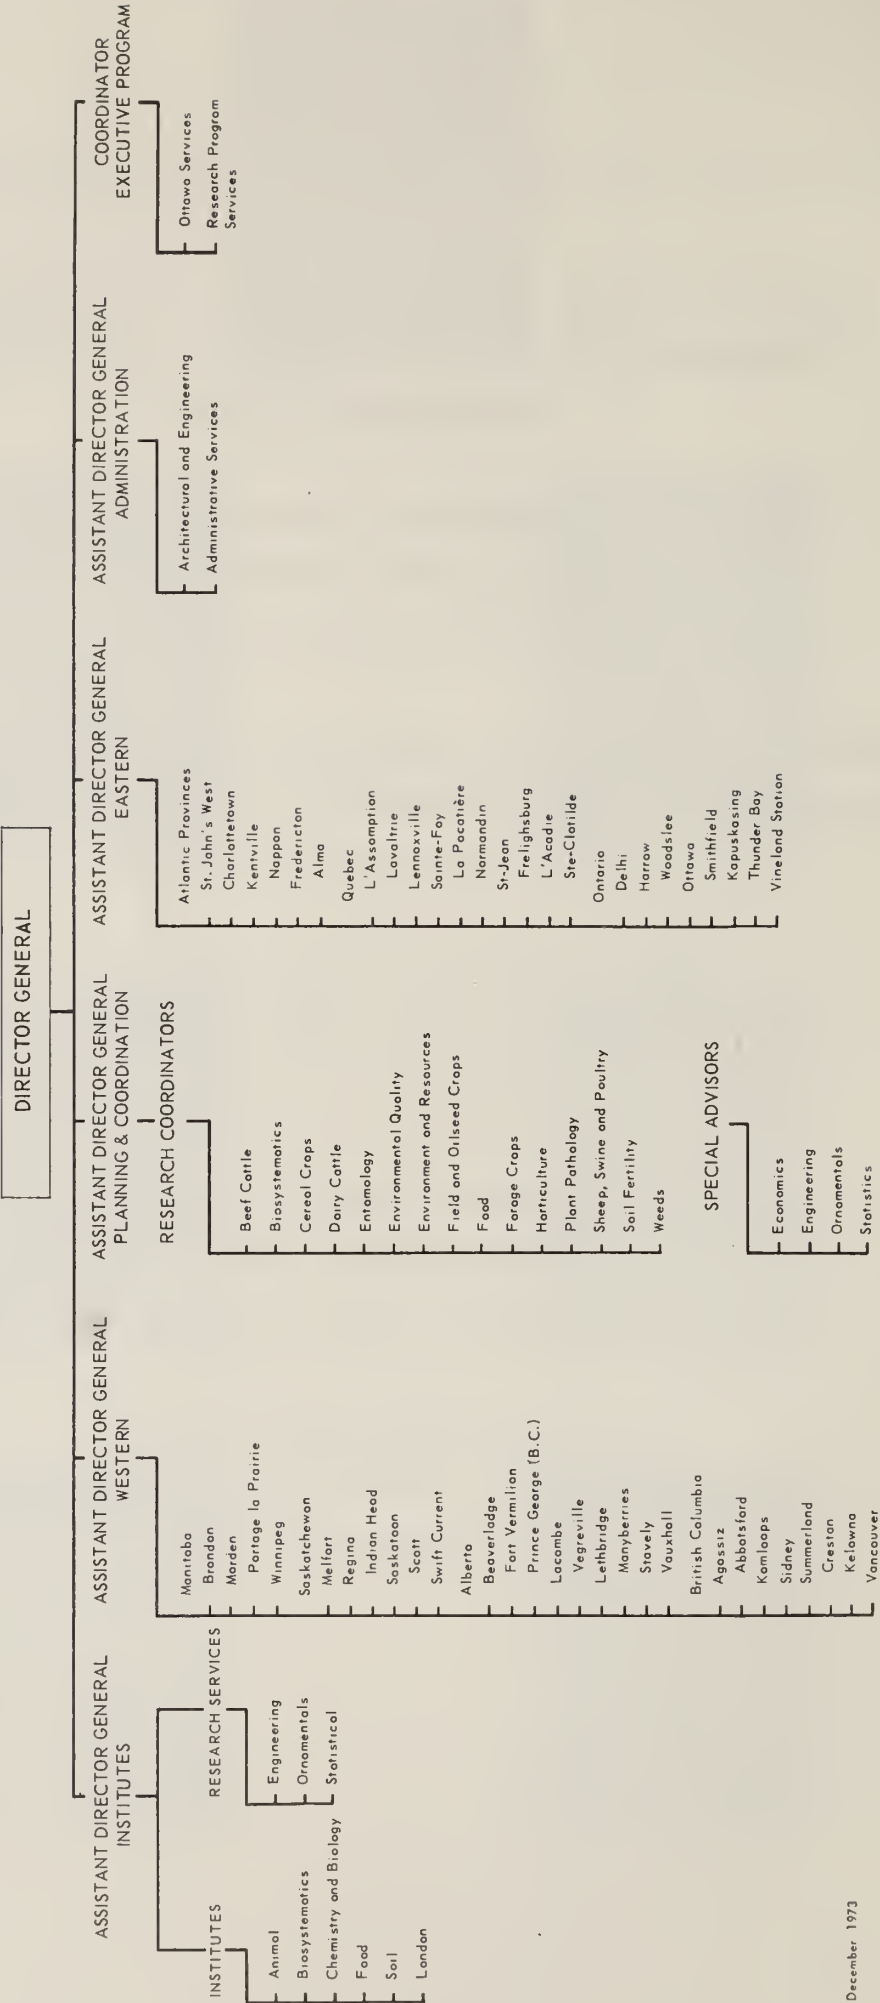 DIRECTOR GENERAL
ASSISTANT DIRECTOR GENERAL
INSTITUTES
INSTITUTES
Animal
Biosystematics
Chemistry and Biology
Food
Soil
London
RESEARCH SERVICES
Engineering
Ornamentals
Statistical
ASSISTANT DIRECTOR GENERAL
WESTERN
Manitoba
Brandon
Morden
Portage la Prairie
Winnipeg
Saskatchewan
Melfort
Regina
Indian Head
Saskatoon
Scott
Swift Current
Alberta
Beaverlodge
Fort Vermilion
Prince George (B.C.)
Lacombe
Vegreville
Lethbridge
Manyberries
Stavely
Vauxhall
British Columbia
Agassiz
Abbotsford
Kamloops
Sidney
Summerland
Creston
Kelowna
Vancouver
ASSISTANT DIRECTOR GENERAL
PLANNING & COORDINATION
RESEARCH COORDINATORS
Beef Cattle
Biosystematics
Cereal Crops
Dairy Cattle
Entomology
Environmental Quality
Environment and Resources
Field and Oilseed Crops
Food
Forage Crops
Horticulture
Plant Pathology
Sheep, Swine and Poultry
Soil Fertility
Weeds
SPECIAL ADVISORS
Economics
Engineering
Ornamentals
Statistics
ASSISTANT DIRECTOR GENERAL
EASTERN
Atlantic Provinces
St. John's West
Charlottetown
Kentville
Nappan
Fredericton
Alma
Quebec
L'Assomption
Lavaltrie
Lennoxville
Sainte-Foy
La Pocatière
Normandin
St-Jean
Frelighsburg
L'Acadie
Ste-Clotilde
Ontario
Delhi
Harrow
Woodslee
Ottawa
Smithfield
Kapuskasing
Thunder Bay
Vineland Station
ASSISTANT DIRECTOR GENERAL
ADMINISTRATION
Architectural and Engineering
Administrative Services
COORDINATOR
EXECUTIVE PROGRAM
Ottawa Services
Research Program
Services
December 1973